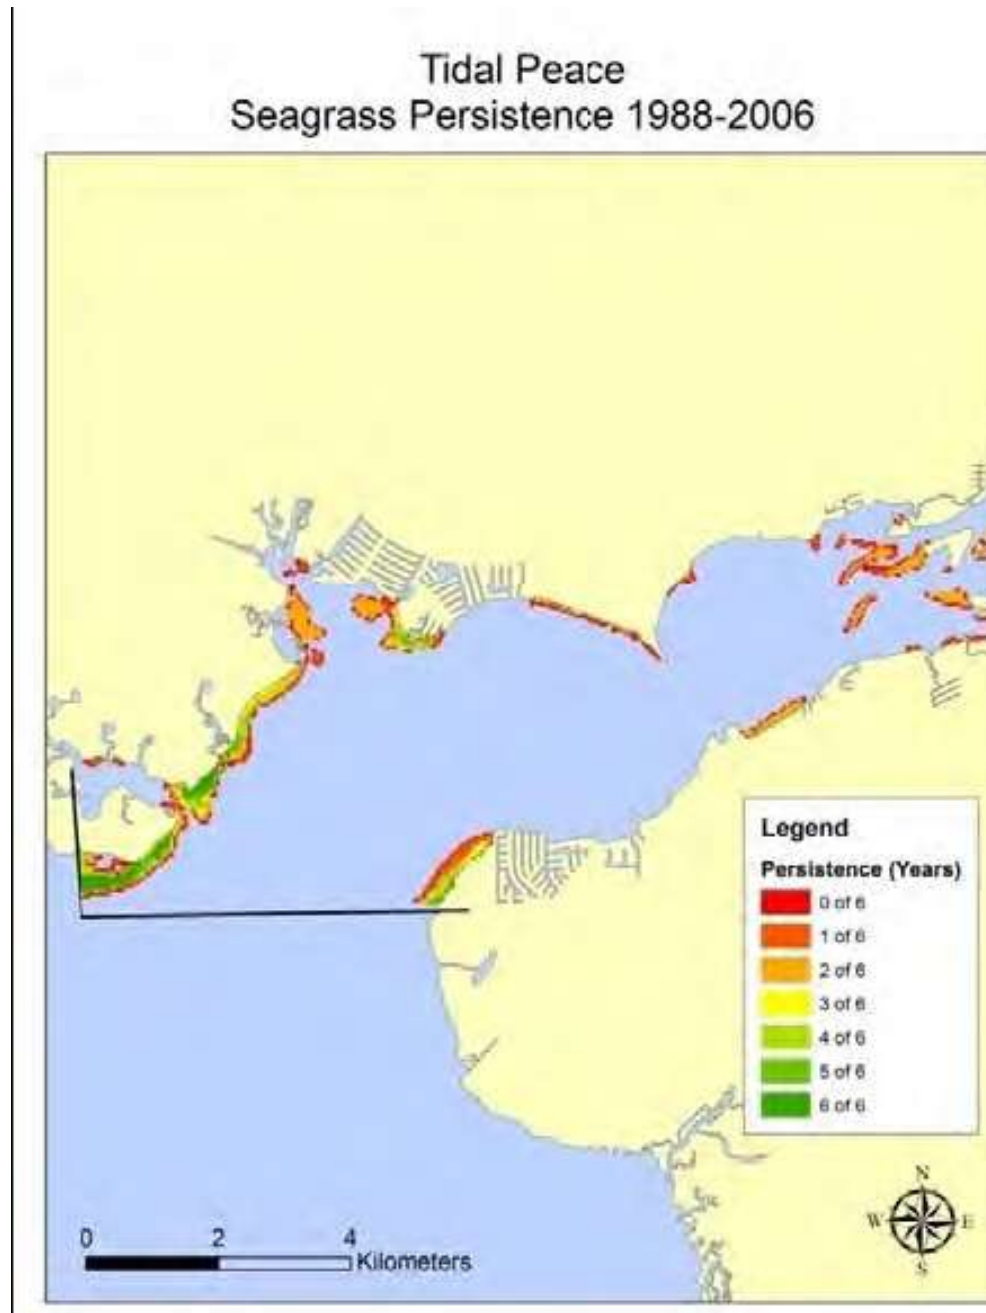 Tidal Peace
Seagrass Persistence 1988-2006
Legend
Persistence (Years)
0 of 6
1 of 6
2 of 6
3 of 6
4 of 6
5 of 6
6 of 6
N
W E
S
0 2 4
Kilometers